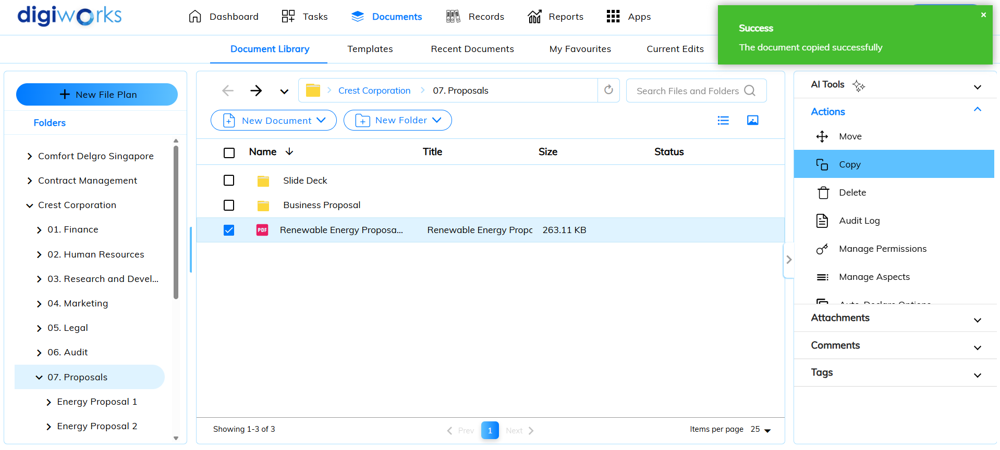 digiworks
Dashboard
Tasks
Documents
Records
Reports
Apps
Success
The document copied successfully
Document Library
Templates
Recent Documents
My Favourites
Current Edits
New File Plan
Folders
Comfort Delgro Singapore
Contract Management
Crest Corporation
01. Finance
02. Human Resources
03. Research and Devel...
04. Marketing
05. Legal
06. Audit
07. Proposals
Energy Proposal 1
Energy Proposal 2
Crest Corporation
07. Proposals
Search Files and Folders
New Document
New Folder
Name
Title
Size
Status
Slide Deck
Business Proposal
PDF
Renewable Energy Proposa...
Renewable Energy Propo
263.11 KB
Showing 1-3 of 3
Prev
1
Next
Items per page
25
AI Tools
Actions
Move
Copy
Delete
Audit Log
Manage Permissions
Manage Aspects
Auto-Declare Options
Attachments
Comments
Tags